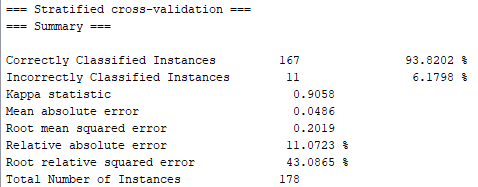 === Stratified cross-validation ===
=== Summary ===
Correctly Classified Instances 167 93.8202 %
Incorrectly Classified Instances 11 6.1798 %
Kappa statistic 0.9058
Mean absolute error 0.0486
Root mean squared error 0.2019
Relative absolute error 11.0723 %
Root relative squared error 43.0865 %
Total Number of Instances 178